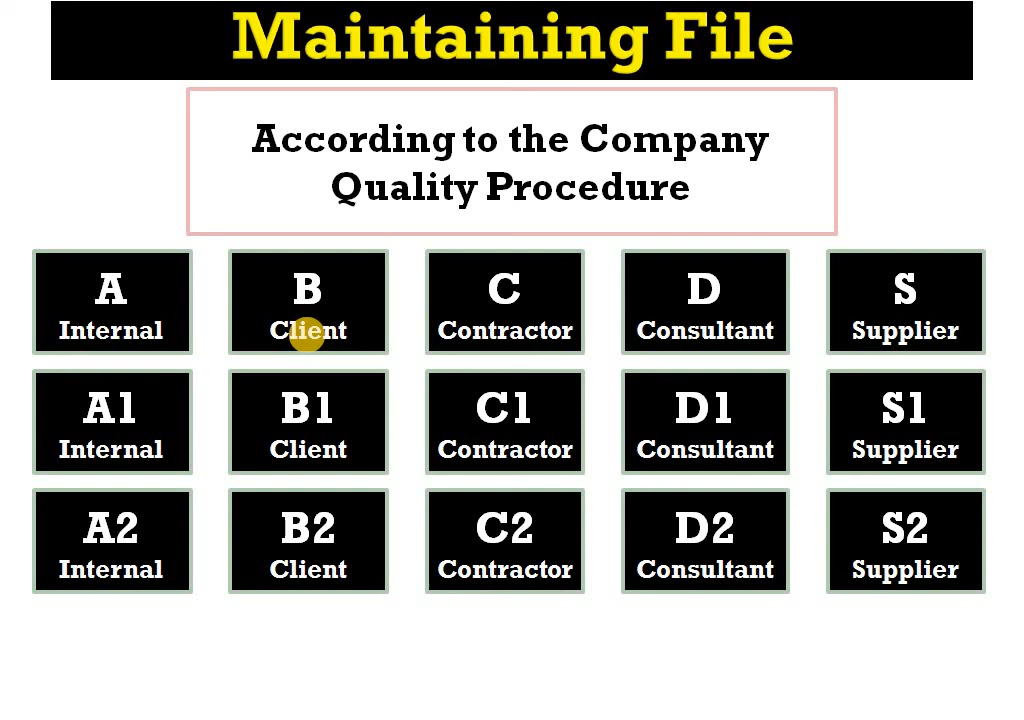 Maintaining File
According to the Company
Quality Procedure
A B C D S
Internal Client Contractor Consultant Supplier
A1 B1 C1 D1 S1
Internal Client Contractor Consultant Supplier
A2 B2 C2 D2 S2
Internal Client Contractor Consultant Supplier